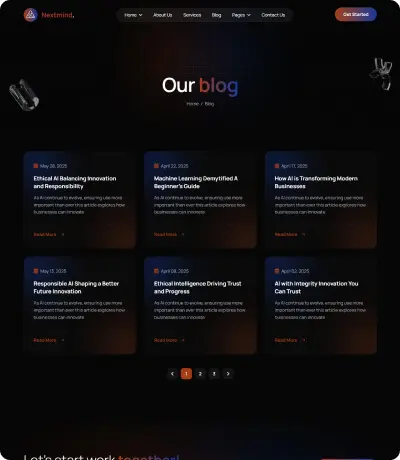 Nextmind.
Home About Us Services Blog Pages Contact Us
Get Started
Our blog
Home / Blog
May 28, 2025
Ethical AI Balancing Innovation
and Responsibility
As AI continue to evolve, ensuring use more
important than ever this article explores how
businesses can innovate
Read More
April 22, 2025
Machine Learning Demystified A
Beginner's Guide
As AI continue to evolve, ensuring use more
important than ever this article explores how
businesses can innovate
Read More
April 17, 2025
How AI is Transforming Modern
Businesses
As AI continue to evolve, ensuring use more
important than ever this article explores how
businesses can innovate
Read More
May 13, 2025
Responsible AI Shaping a Better
Future Innovation
As AI continue to evolve, ensuring use more
important than ever this article explores how
businesses can innovate
Read More
April 08, 2025
Ethical Intelligence Driving Trust
and Progress
As AI continue to evolve, ensuring use more
important than ever this article explores how
businesses can innovate
Read More
April 02, 2025
AI with Integrity Innovation You
Can Trust
As AI continue to evolve, ensuring use more
important than ever this article explores how
businesses can innovate
Read More
1 2 3
Let's start work together!